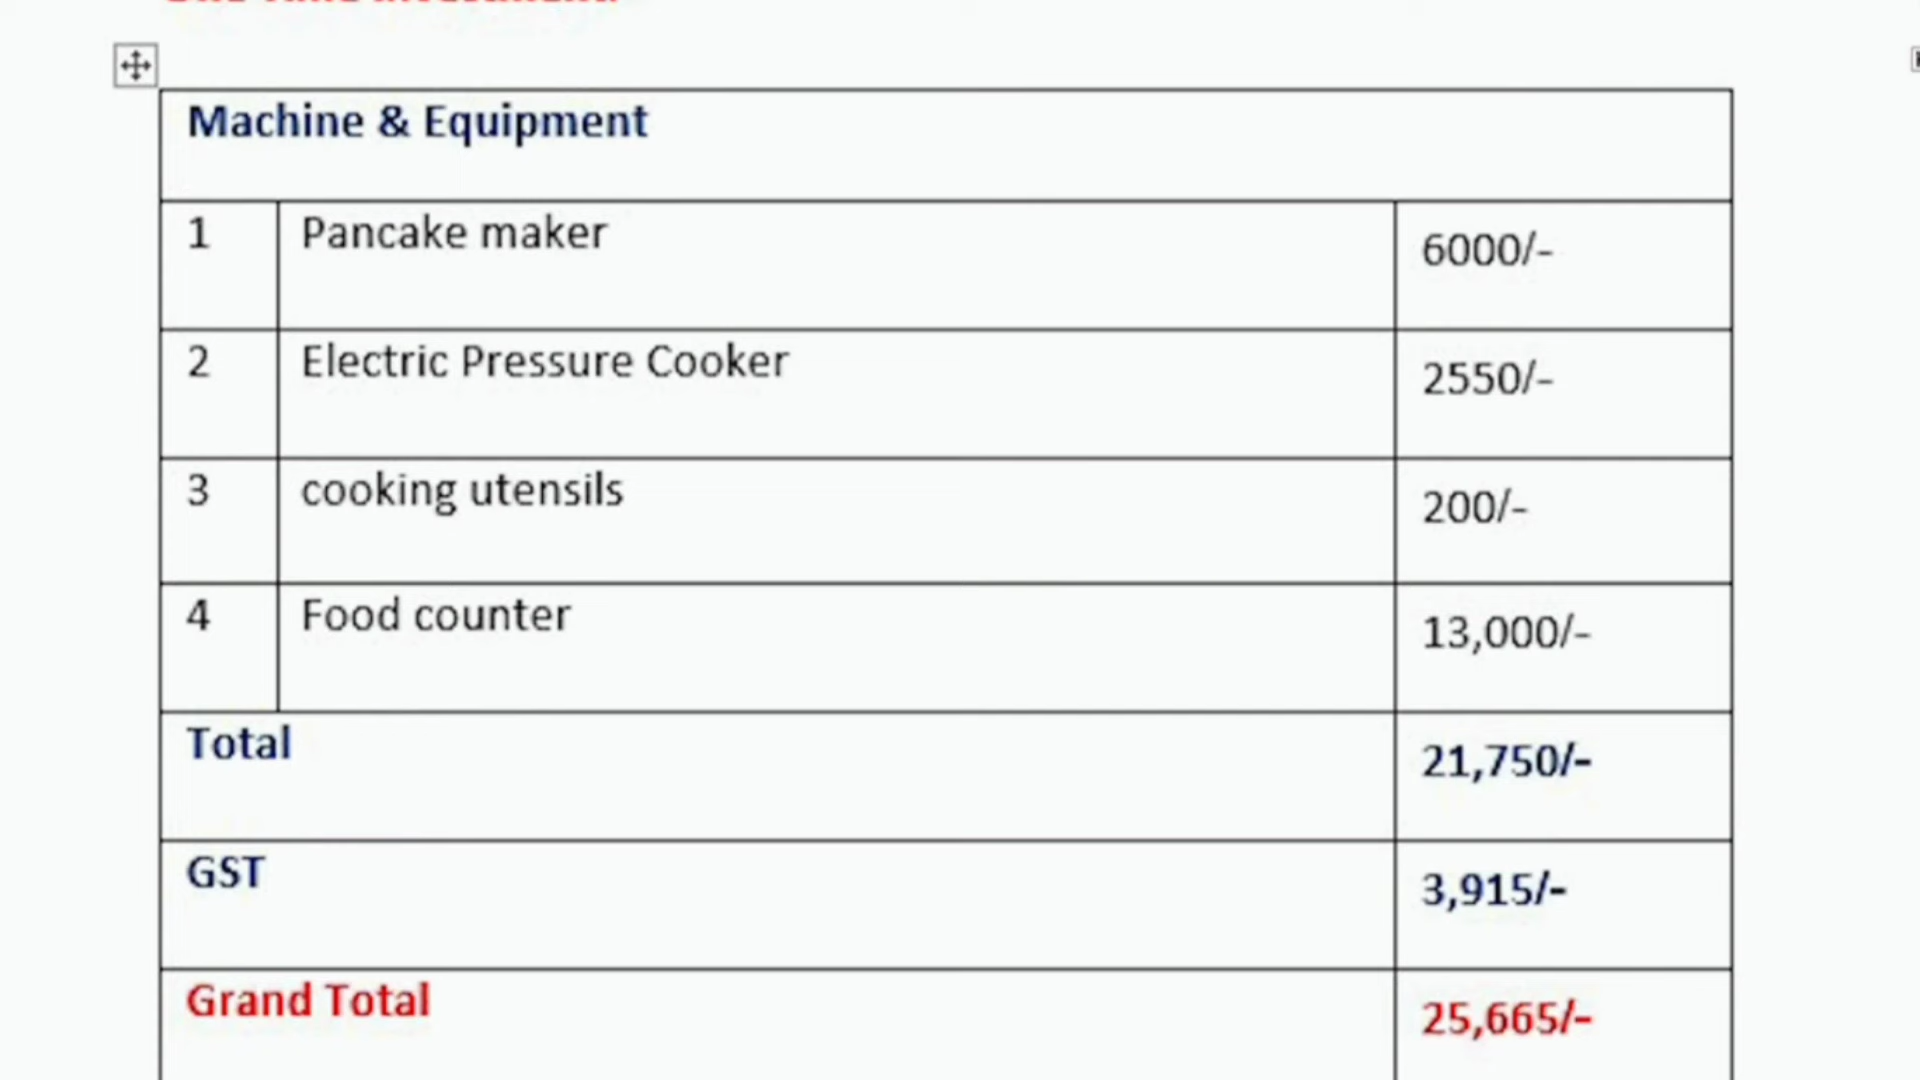 Machine & Equipment
1 Pancake maker 6000/-
2 Electric Pressure Cooker 2550/-
3 cooking utensils 200/-
4 Food counter 13,000/-
Total 21,750/-
GST 3,915/-
Grand Total 25,665/-